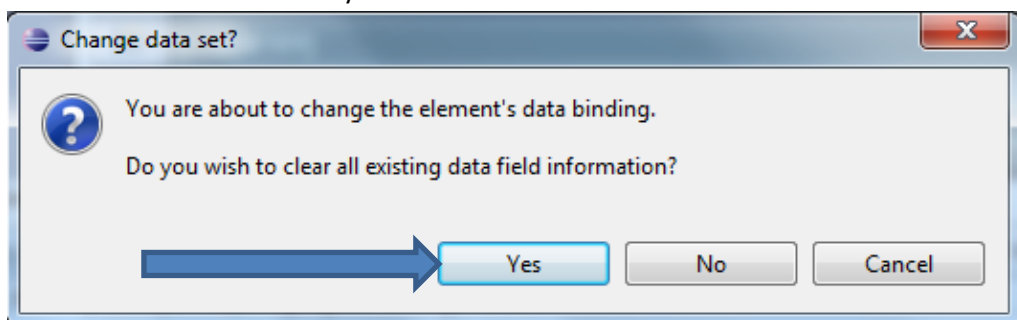 Change data set?
You are about to change the element's data binding.
Do you wish to clear all existing data field information?
Yes No Cancel